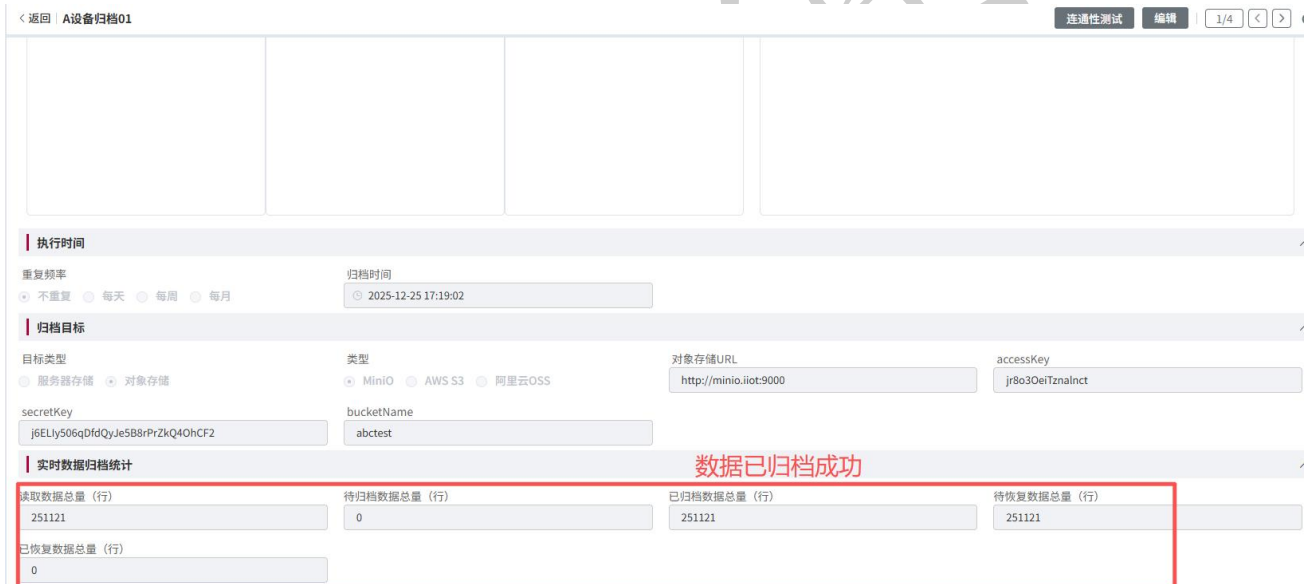 返回 A设备归档01 连通性测试 编辑 1/4
执行时间
重复频率 归档时间
不重复 每天 每周 每月 2025-12-25 17:19:02
归档目标
目标类型 类型 对象存储URL accessKey
服务器存储 对象存储 MiniO AWS S3 阿里云OSS http://minio.iiot:9000 jr8o3OeiTznalnct
secretKey bucketName
j6ELIy506qDfdQyJe5B8rPrZkQ4OhCF2 abctest
实时数据归档统计 数据已归档成功
读取数据总量（行） 待归档数据总量（行） 已归档数据总量（行） 待恢复数据总量（行）
251121 0 251121 251121
已恢复数据总量（行）
0